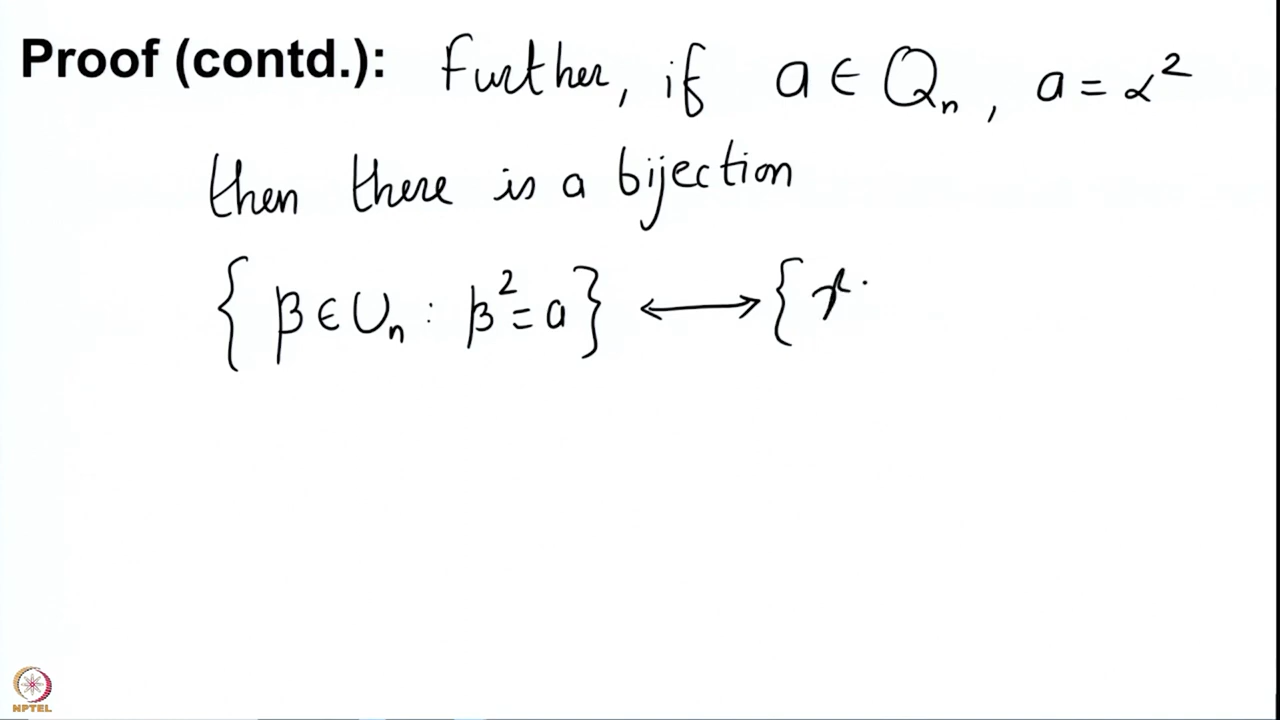 Proof (contd.): Further, if a ∈ Qₙ, a = α²
then there is a bijection
{ β ∈ Uₙ : β² = a } ⟷ {
NPTEL